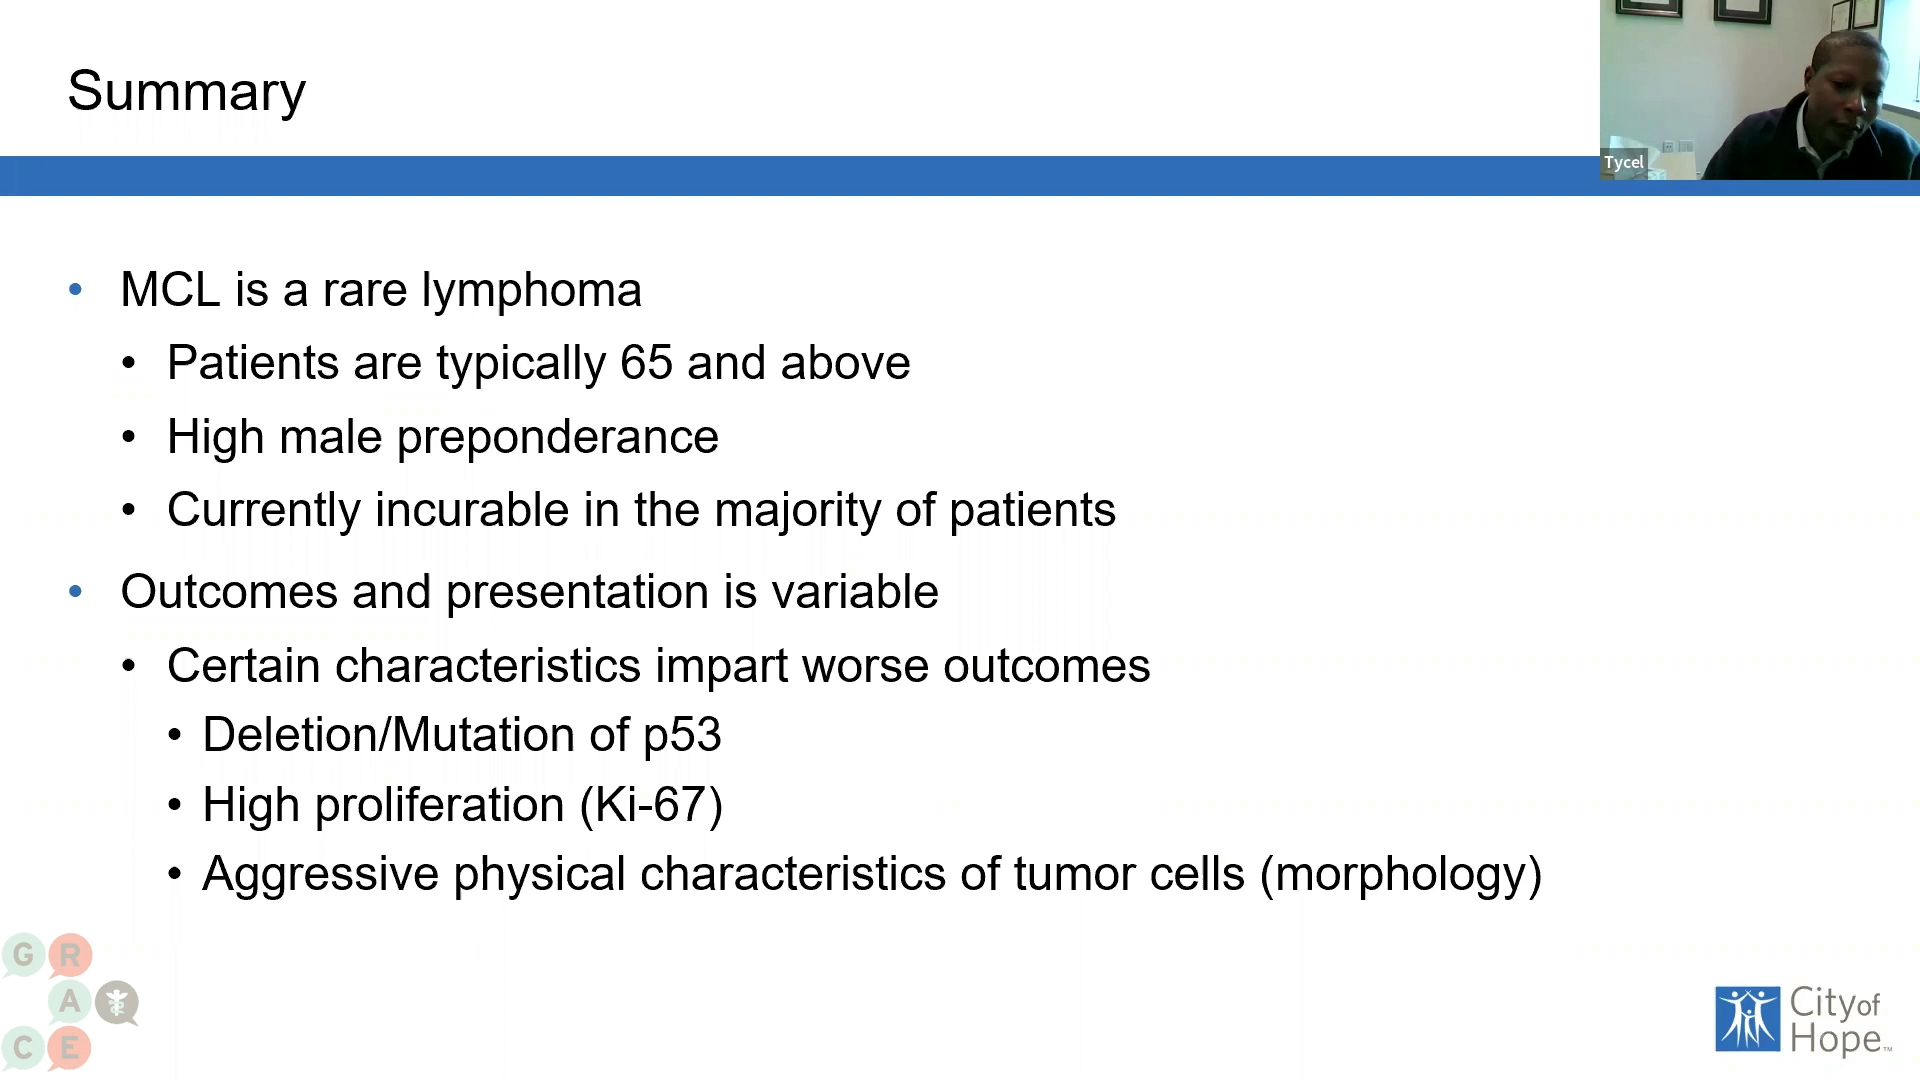 Summary
Tycel
• MCL is a rare lymphoma
• Patients are typically 65 and above
• High male preponderance
• Currently incurable in the majority of patients
• Outcomes and presentation is variable
• Certain characteristics impart worse outcomes
• Deletion/Mutation of p53
• High proliferation (Ki-67)
• Aggressive physical characteristics of tumor cells (morphology)
G R
A
C E
City of
Hope™